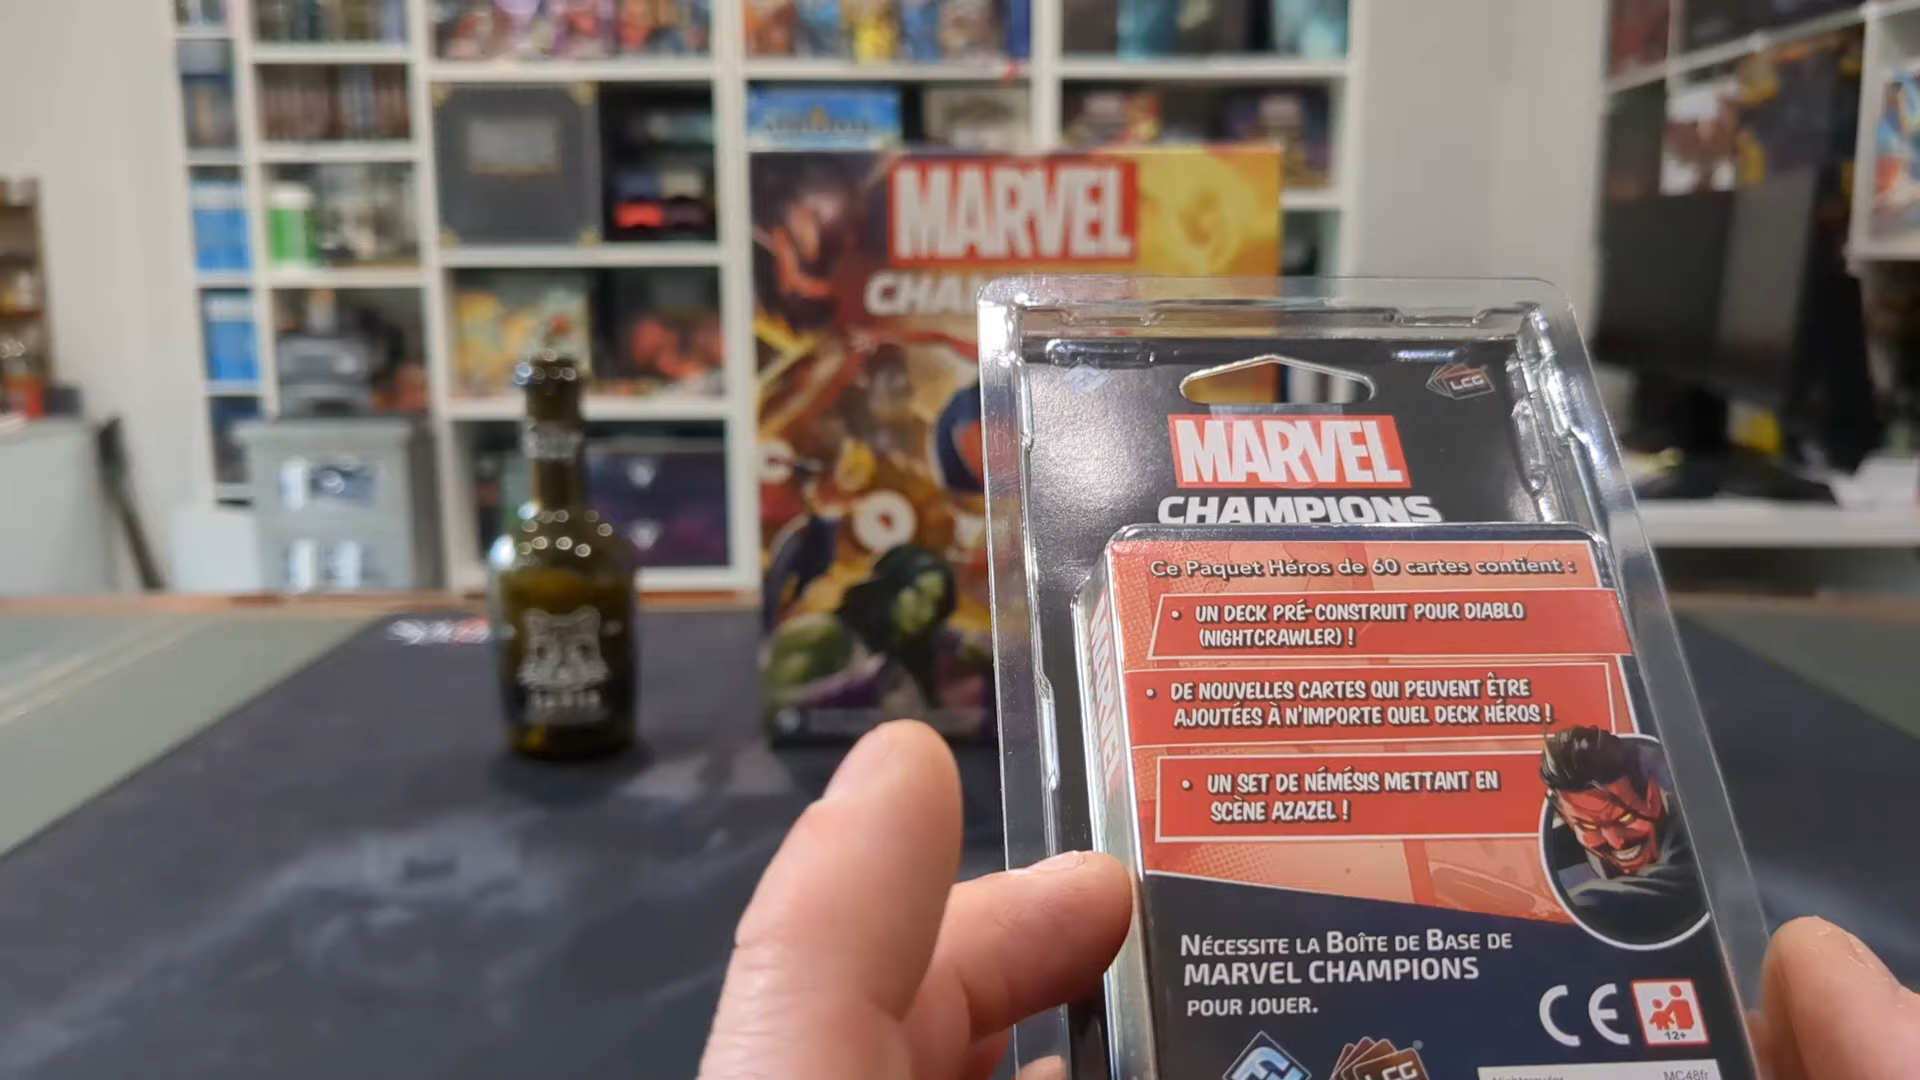 MARVEL
LCG
MARVEL
CHAMPIONS
Ce Paquet Héros de 60 cartes contient :
• UN DECK PRÉ-CONSTRUIT POUR DIABLO
(NIGHTCRAWLER) !
• DE NOUVELLES CARTES QUI PEUVENT ÊTRE
AJOUTÉES À N'IMPORTE QUEL DECK HÉROS !
• UN SET DE NÉMÉSIS METTANT EN
SCÈNE AZAZEL !
MARVEL
NÉCESSITE LA BOÎTE DE BASE DE
MARVEL CHAMPIONS
POUR JOUER.
CE
12+
LCG
Nightcrawler MC48fr